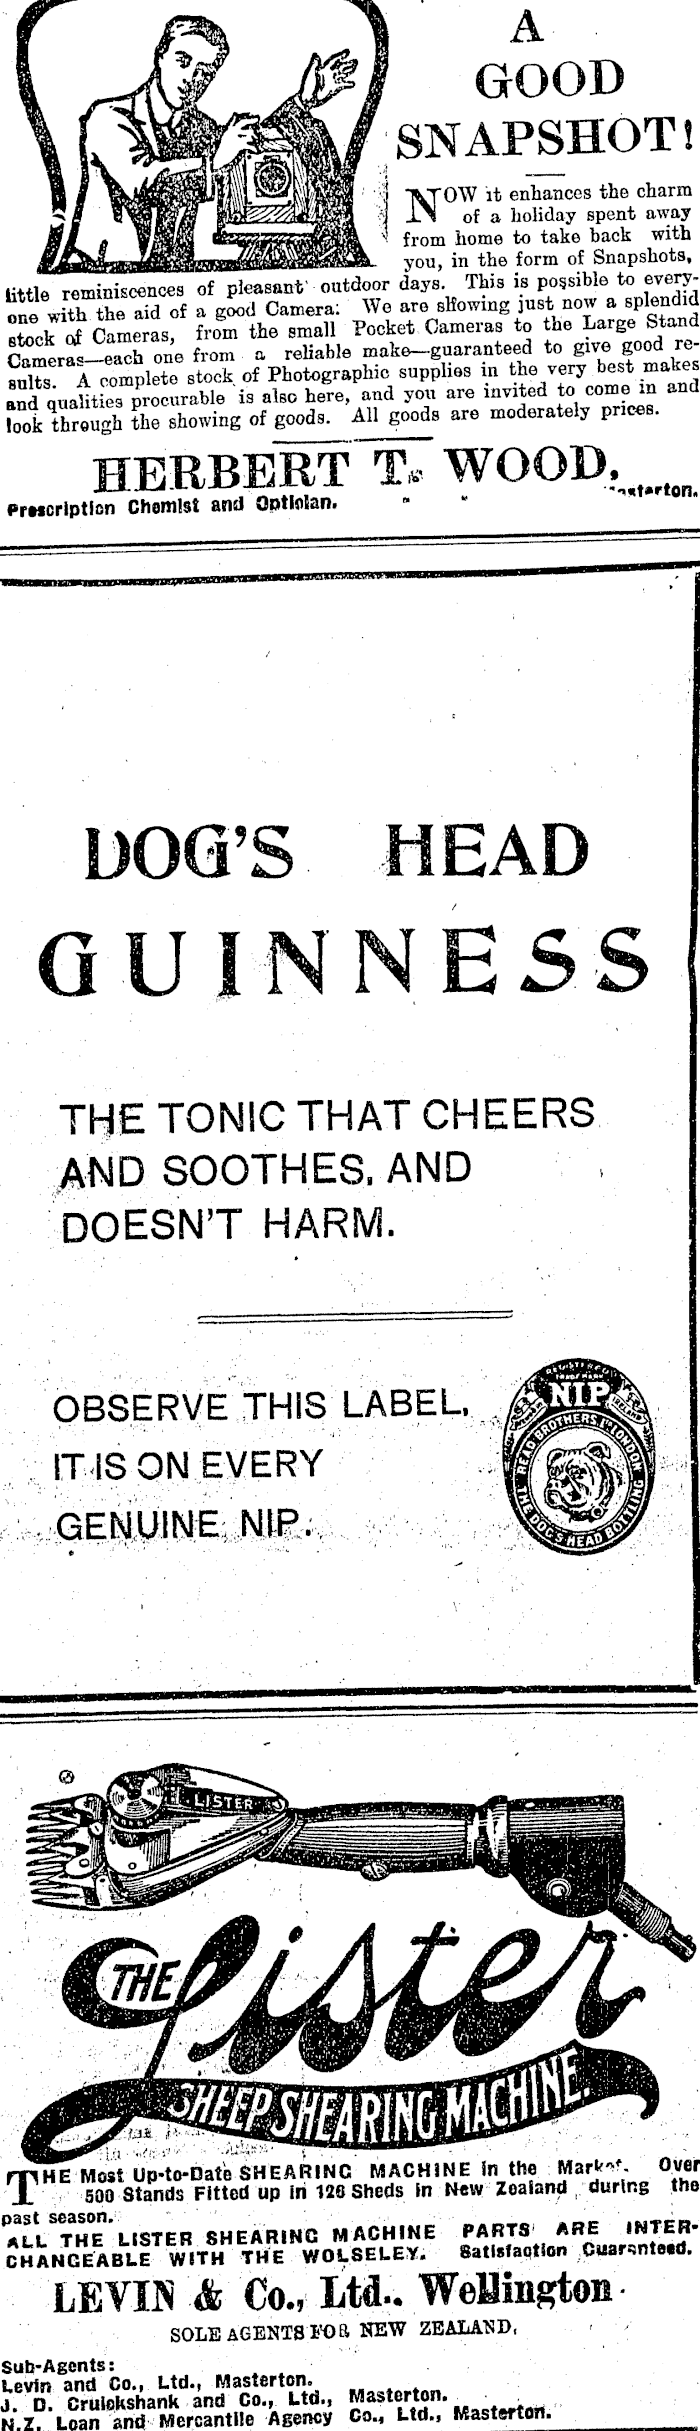 A
GOOD
SNAPSHOT!
NOW it enhances the charm
of a holiday spent away
from home to take back with
you, in the form of Snapshots,
little reminiscences of pleasant outdoor days. This is possible to every-
one with the aid of a good Camera: We are showing just now a splendid
stock of Cameras, from the small Pocket Cameras to the Large Stand
Cameras—each one from a reliable make—guaranteed to give good re-
sults. A complete stock of Photographic supplies in the very best makes
and qualities procurable is also here, and you are invited to come in and
look through the showing of goods. All goods are moderately prices.
HERBERT T. WOOD,
Prescription Chemist and Optician. Masterton.
DOG'S HEAD
GUINNESS
THE TONIC THAT CHEERS
AND SOOTHES, AND
DOESN'T HARM.
OBSERVE THIS LABEL,
IT IS ON EVERY
GENUINE NIP.
REGISTERED
TRADE MARK
NIP
READ BROTHERS LTD LONDON
THE DOG'S HEAD BOTTLING
LISTER
THE Lister
SHEEP SHEARING MACHINE.
THE Most Up-to-Date SHEARING MACHINE in the Market. Over
500 Stands Fitted up in 126 Sheds in New Zealand during the
past season.
ALL THE LISTER SHEARING MACHINE PARTS ARE INTER-
CHANGEABLE WITH THE WOLSELEY. Satisfaction Guaranteed.
LEVIN & Co., Ltd.. Wellington
SOLE AGENTS FOR NEW ZEALAND,
Sub-Agents:
Levin and Co., Ltd., Masterton.
J. D. Cruickshank and Co., Ltd., Masterton.
N.Z. Loan and Mercantile Agency Co., Ltd., Masterton.